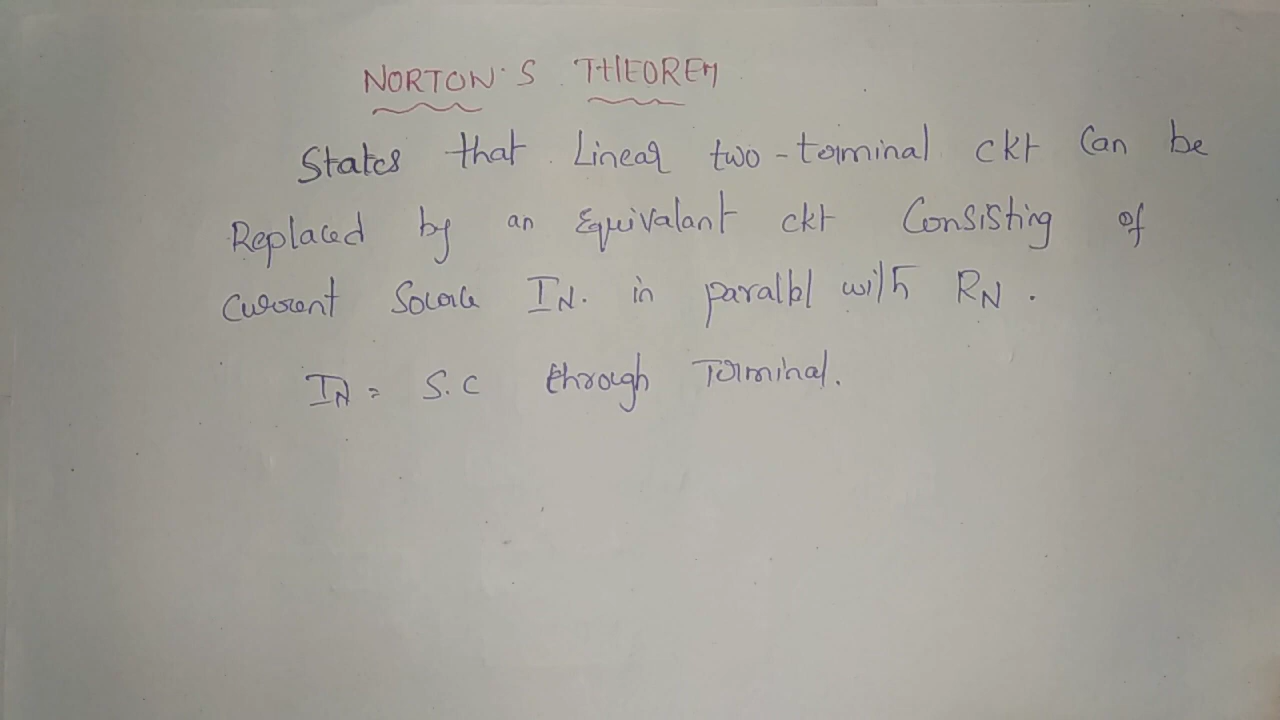 NORTON'S THEOREM
States that Linear two-terminal ckt can be
Replaced by an Equivalant ckt Consisting of
Current Source IN. in parallel with RN.
IN = S.C through Terminal.